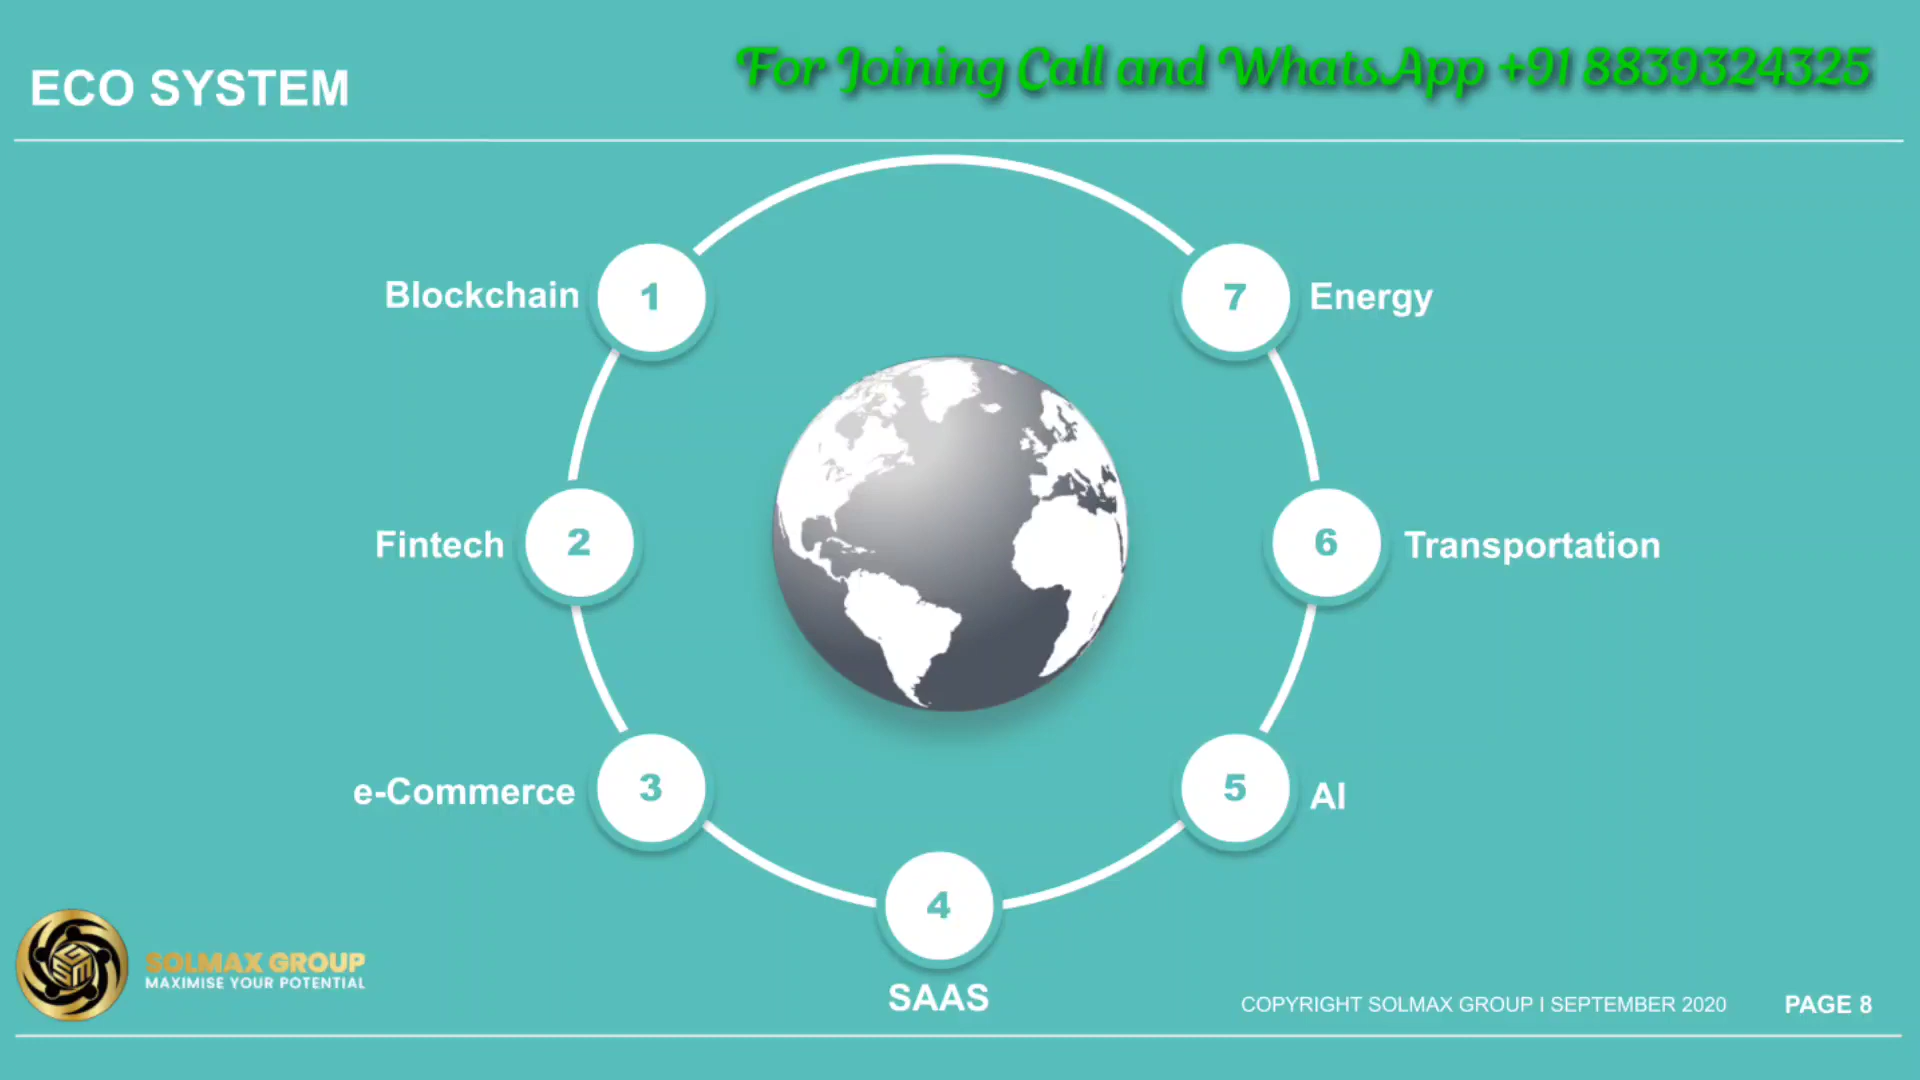 ECO SYSTEM
For Joining Call and WhatsApp +91 8839324325
Blockchain
1
7
Energy
Fintech
2
6
Transportation
e-Commerce
3
5
AI
4
SAAS
GSM
SOLMAX GROUP
MAXIMISE YOUR POTENTIAL
COPYRIGHT SOLMAX GROUP I SEPTEMBER 2020
PAGE 8